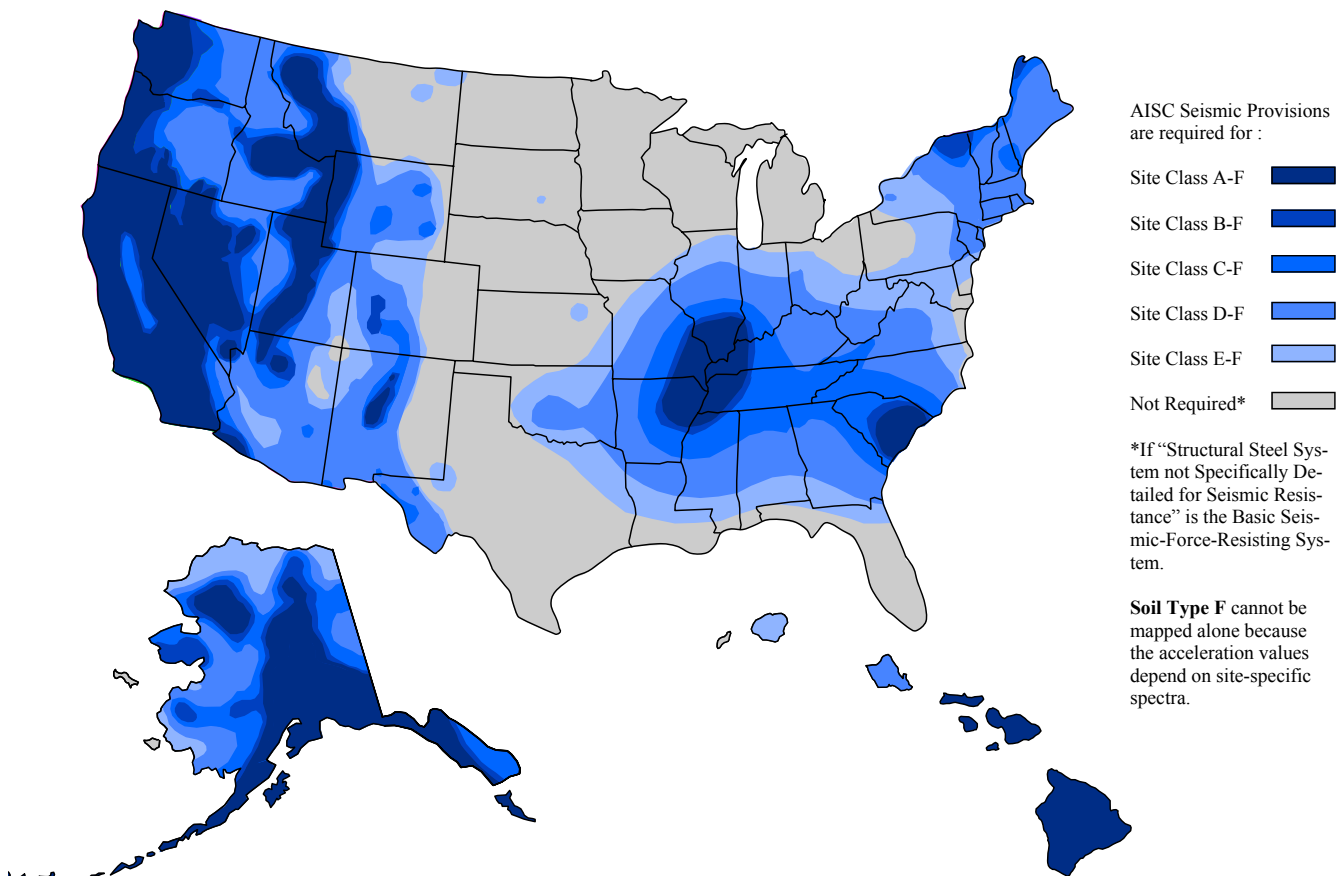 AISC Seismic Provisions
are required for :
Site Class A-F
Site Class B-F
Site Class C-F
Site Class D-F
Site Class E-F
Not Required*
*If “Structural Steel Sys-
tem not Specifically De-
tailed for Seismic Resis-
tance” is the Basic Seis-
mic-Force-Resisting Sys-
tem.
Soil Type F cannot be
mapped alone because
the acceleration values
depend on site-specific
spectra.